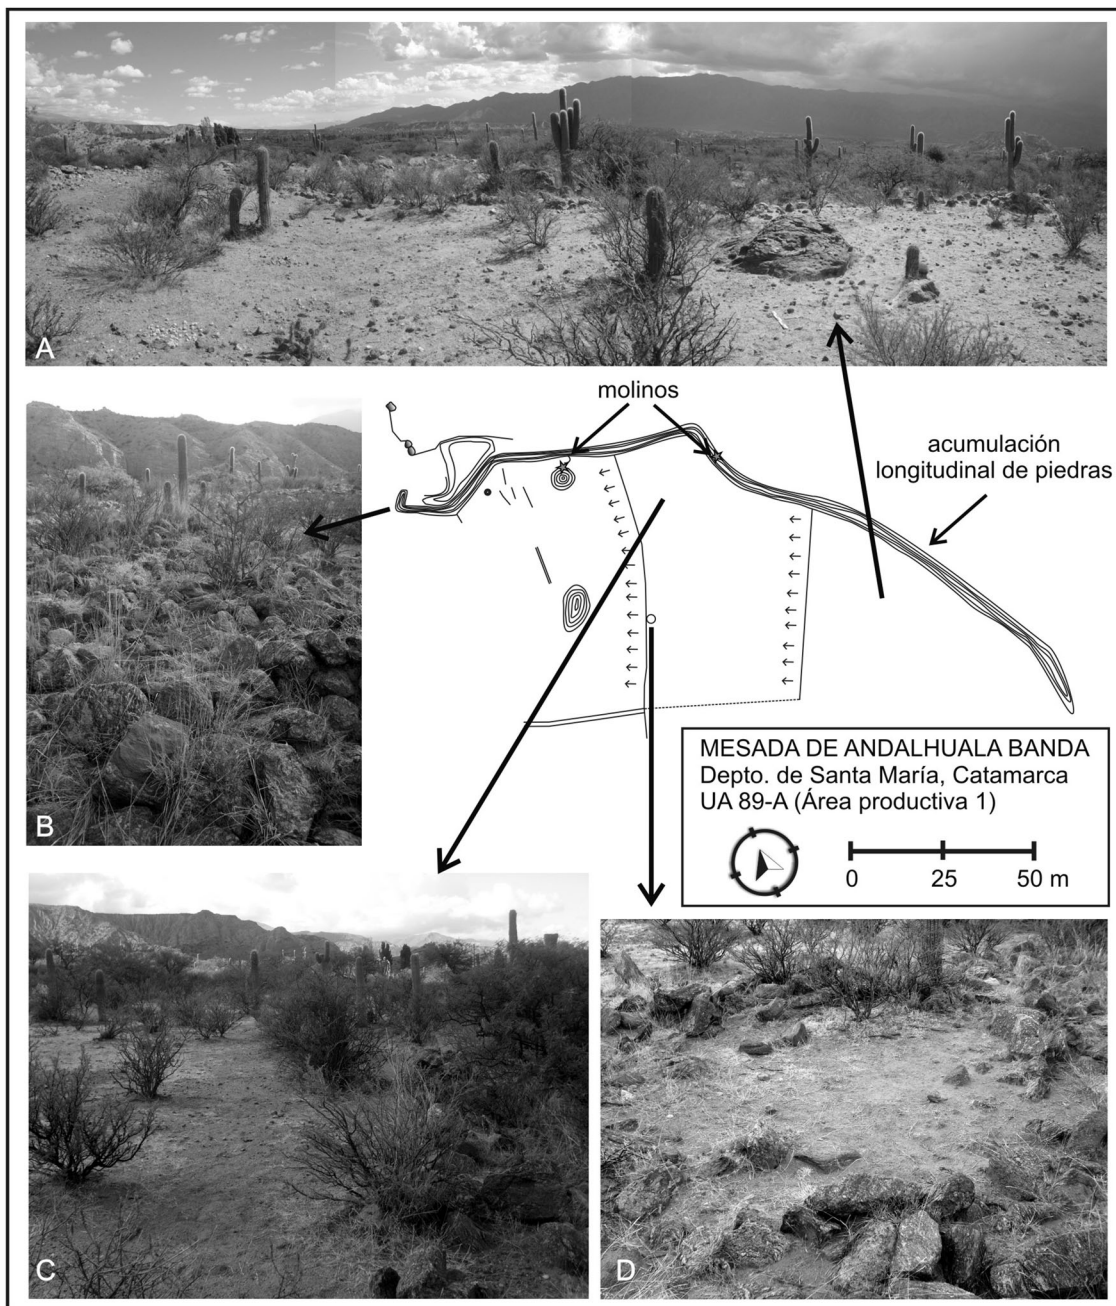 A
molinos
acumulación
longitudinal de piedras
B
MESADA DE ANDALHUALA BANDA
Depto. de Santa María, Catamarca
UA 89-A (Área productiva 1)
0 25 50 m
C
D